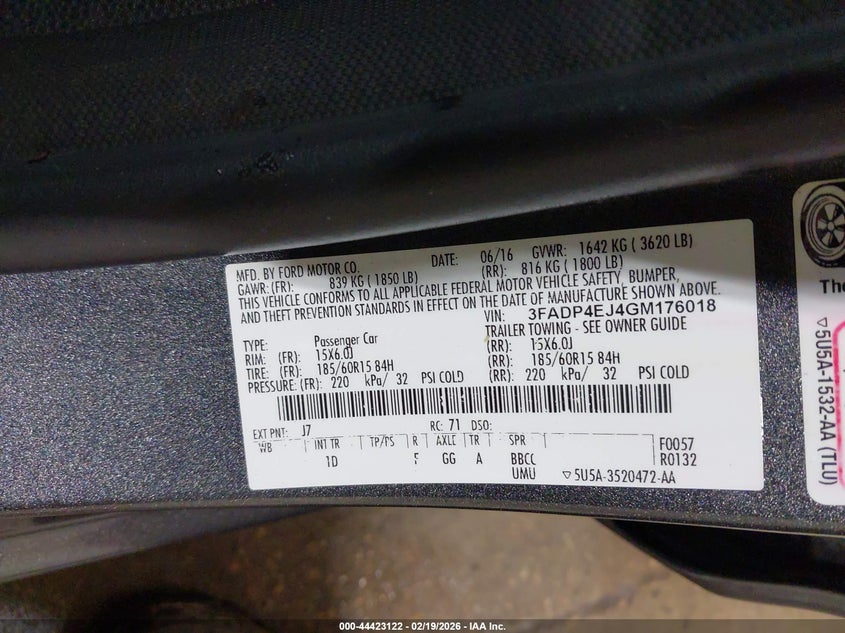 MFD. BY FORD MOTOR CO. DATE: 06/16 GVWR: 1642 KG ( 3620 LB)
GAWR: (FR): 839 KG ( 1850 LB) (RR): 816 KG ( 1800 LB)
THIS VEHICLE CONFORMS TO ALL APPLICABLE FEDERAL MOTOR VEHICLE SAFETY, BUMPER,
AND THEFT PREVENTION STANDARDS IN EFFECT ON THE DATE OF MANUFACTURE SHOWN ABOVE.
VIN: 3FADP4EJ4GM176018
TYPE: Passenger Car TRAILER TOWING - SEE OWNER GUIDE
RIM: (FR): 15X6.0J (RR): 15X6.0J
TIRE: (FR): 185/60R15 84H (RR): 185/60R15 84H
PRESSURE: (FR): 220 kPa/ 32 PSI COLD (RR): 220 kPa/ 32 PSI COLD
EXT PNT: J7 RC: 71 DSO:
WB INT TR TP/PS R AXLE TR SPR F0057
1D F GG A BBCC R0132
UMU ▽5U5A-3520472-AA
The
▽5U5A-1532-AA (TLU)
000-44423122 - 02/19/2026 - IAA Inc.